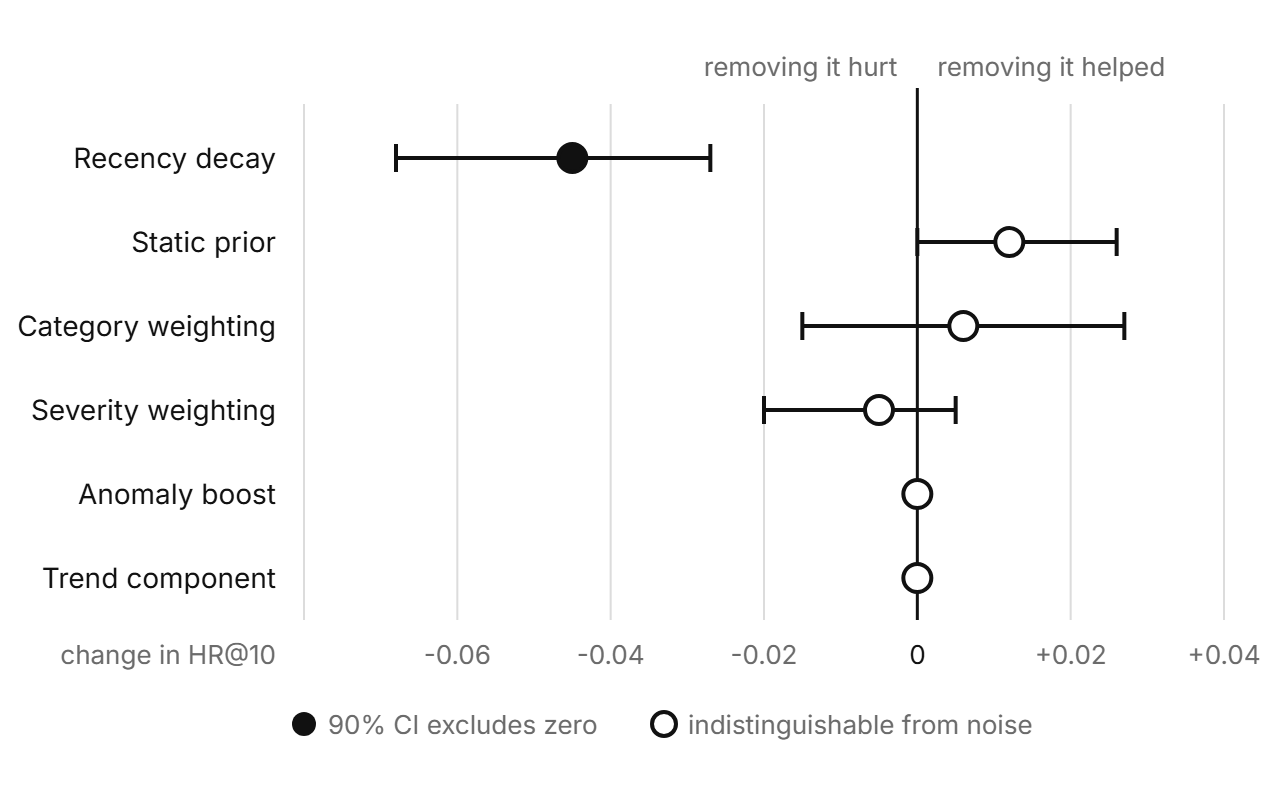 removing it hurt removing it helped
Recency decay
Static prior
Category weighting
Severity weighting
Anomaly boost
Trend component
change in HR@10 -0.06 -0.04 -0.02 0 +0.02 +0.04
90% CI excludes zero indistinguishable from noise